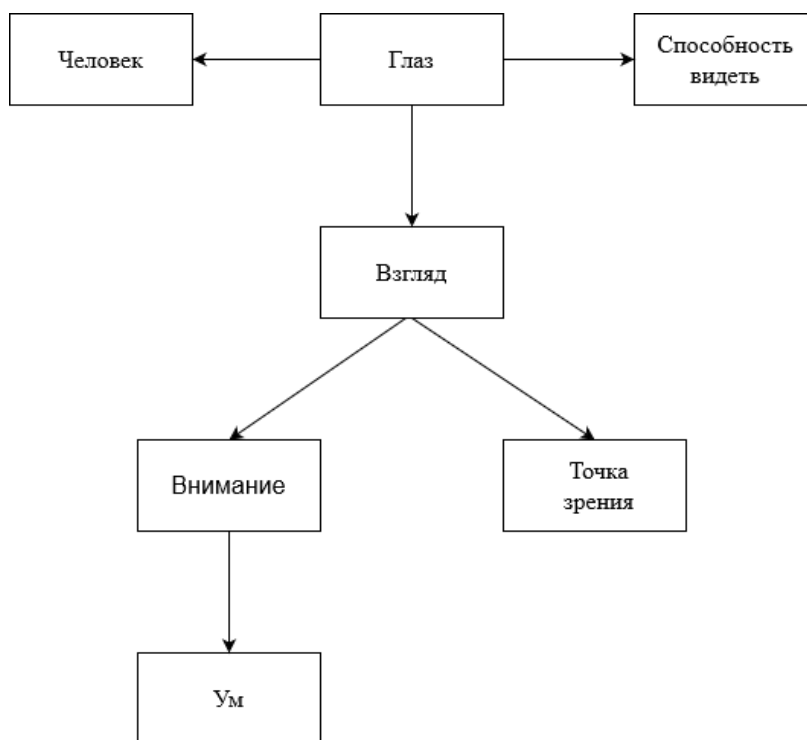 Человек
Глаз
Способность
видеть
Взгляд
Внимание
Точка
зрения
Ум